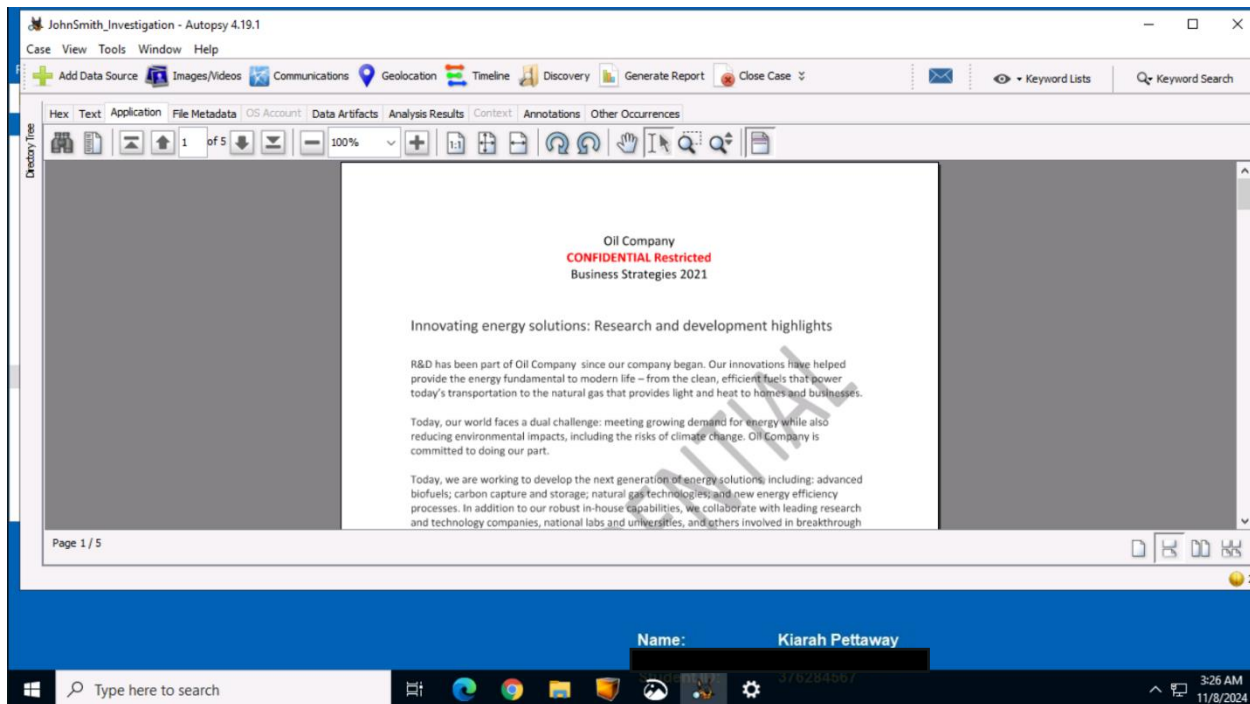 JohnSmith_Investigation - Autopsy 4.19.1
Case View Tools Window Help
Add Data Source Images/Videos Communications Geolocation Timeline Discovery Generate Report Close Case Keyword Lists Keyword Search
Hex Text Application File Metadata OS Account Data Artifacts Analysis Results Context Annotations Other Occurrences
Directory Tree
1 of 5 100% 1:1
Oil Company
CONFIDENTIAL Restricted
Business Strategies 2021
Innovating energy solutions: Research and development highlights
R&D has been part of Oil Company since our company began. Our innovations have helped
provide the energy fundamental to modern life – from the clean, efficient fuels that power
today's transportation to the natural gas that provides light and heat to homes and businesses.
Today, our world faces a dual challenge: meeting growing demand for energy while also
reducing environmental impacts, including the risks of climate change. Oil Company is
committed to doing our part.
Today, we are working to develop the next generation of energy solutions, including: advanced
biofuels; carbon capture and storage; natural gas technologies; and new energy efficiency
processes. In addition to our robust in-house capabilities, we collaborate with leading research
and technology companies, national labs and universities, and others involved in breakthrough
ENTIAL
Page 1 / 5
Name: Kiarah Pettaway
Type here to search
3:26 AM
11/8/2024